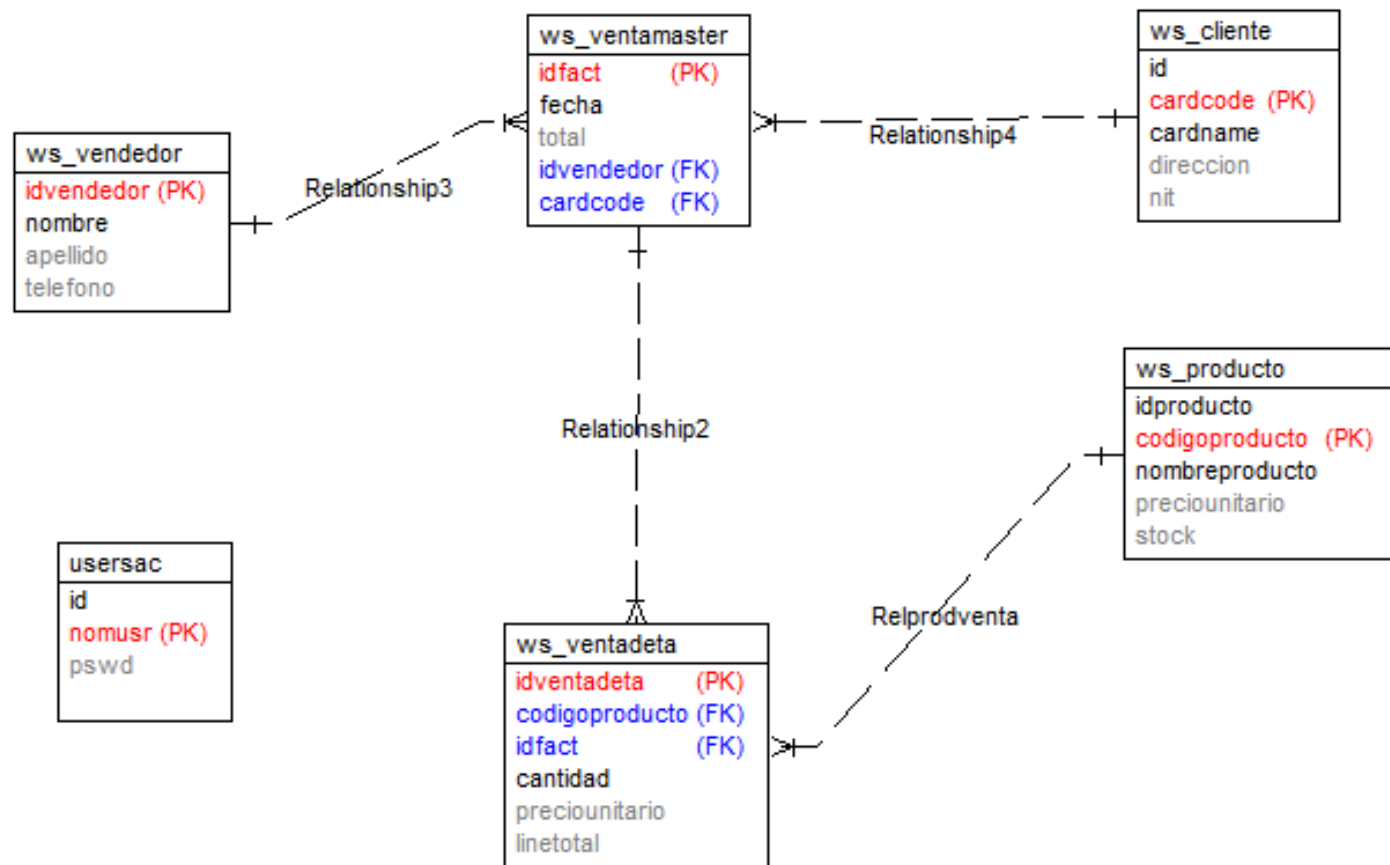 ws_ventamaster
idfact (PK)
fecha
total
idvendedor (FK)
cardcode (FK)
ws_cliente
id
cardcode (PK)
cardname
direccion
nit
ws_vendedor
idvendedor (PK)
nombre
apellido
telefono
Relationship3
Relationship4
Relationship2
ws_producto
idproducto
codigoproducto (PK)
nombreproducto
preciounitario
stock
usersac
id
nomusr (PK)
pswd
Relprodventa
ws_ventadeta
idventadeta (PK)
codigoproducto (FK)
idfact (FK)
cantidad
preciounitario
linetotal